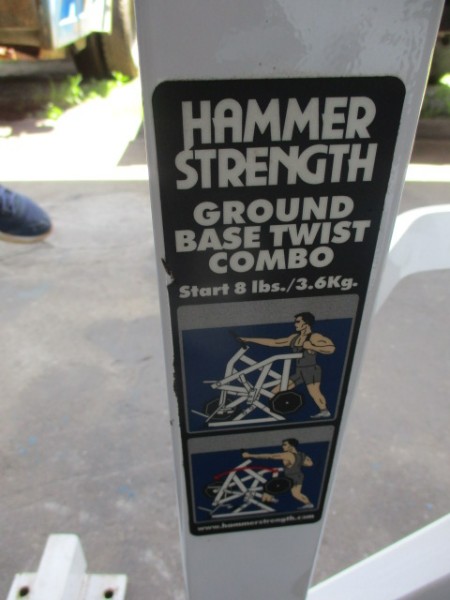 HAMMER
STRENGTH
GROUND
BASE TWIST
COMBO
Start 8 lbs./3.6Kg.
www.hammerstrength.com